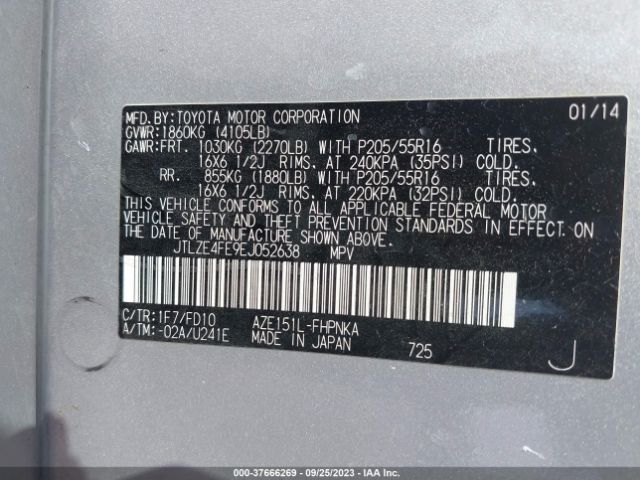 MFD.BY:TOYOTA MOTOR CORPORATION 01/14
GVWR:1860KG (4105LB)
GAWR:FRT. 1030KG (2270LB) WITH P205/55R16 TIRES,
16X6 1/2J RIMS, AT 240KPA (35PSI) COLD.
RR. 855KG (1880LB) WITH P205/55R16 TIRES,
16X6 1/2J RIMS, AT 220KPA (32PSI) COLD.
THIS VEHICLE CONFORMS TO ALL APPLICABLE FEDERAL MOTOR
VEHICLE SAFETY AND THEFT PREVENTION STANDARDS IN EFFECT ON
THE DATE OF MANUFACTURE SHOWN ABOVE.
JTLZE4FE9EJ052638 MPV
C/TR:1F7/FD10 AZE151L-FHPNKA
A/TM:-02A/U241E MADE IN JAPAN 725 J
000-37666269 - 09/25/2023 - IAA Inc.